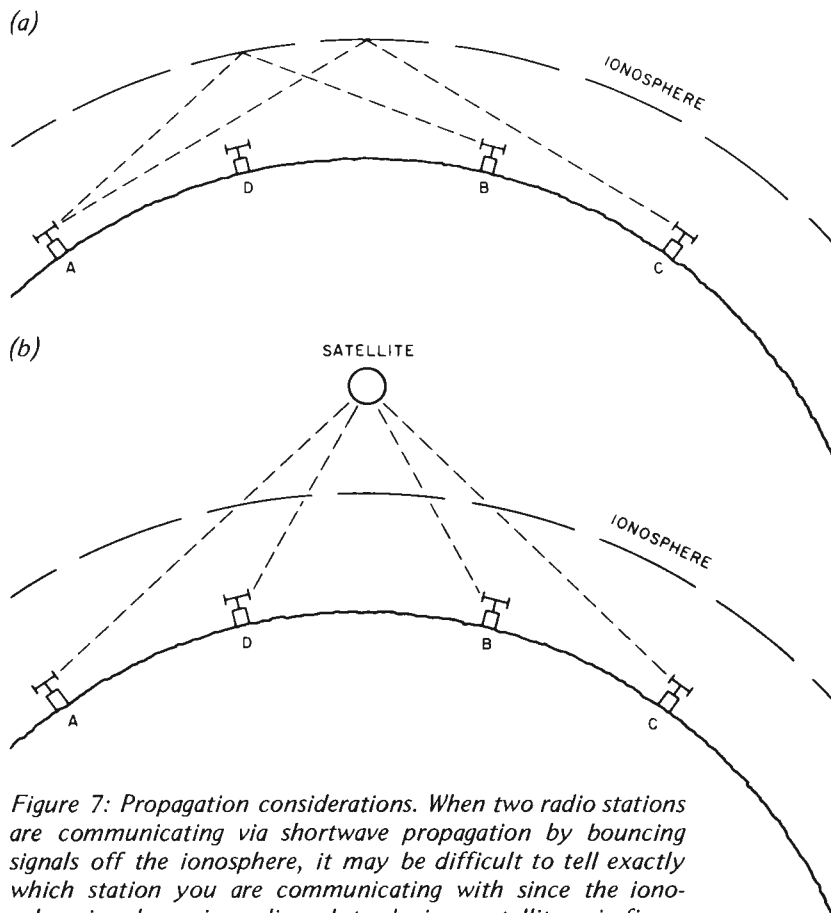 (a)
IONOSPHERE
D
B
A
C
(b)
SATELLITE
IONOSPHERE
D
B
A
C
Figure 7: Propagation considerations. When two radio stations
are communicating via shortwave propagation by bouncing
signals off the ionosphere, it may be difficult to tell exactly
which station you are communicating with since the iono-